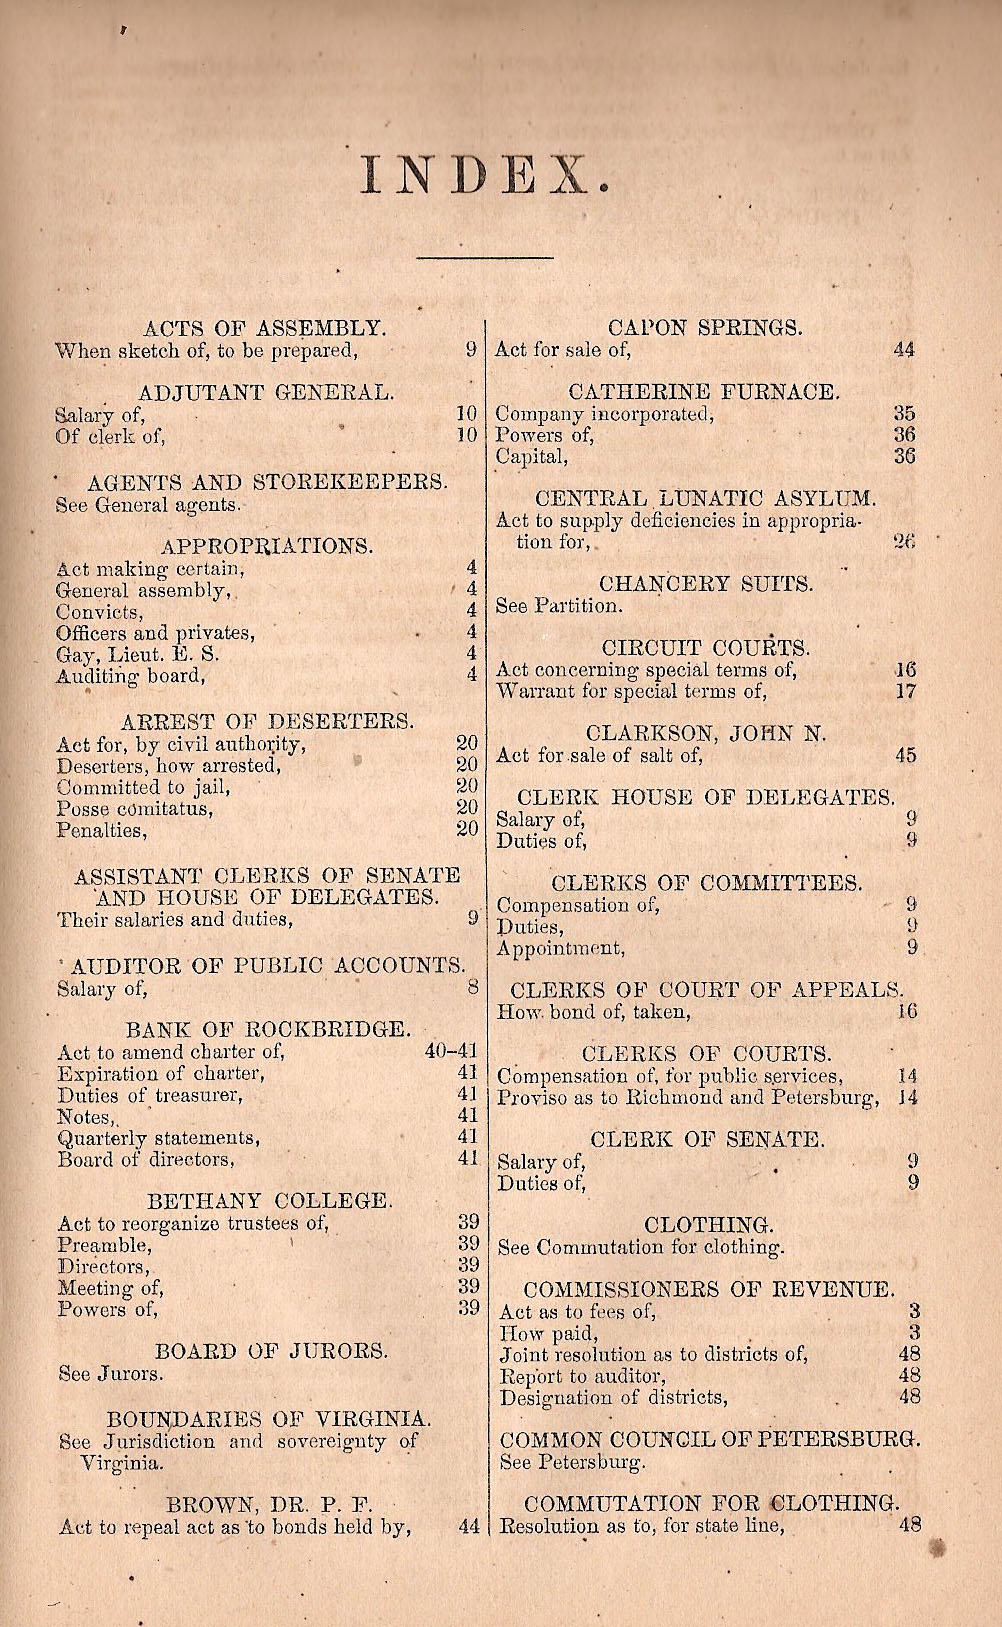 INDEX.
ACTS OF ASSEMBLY.
When sketch of, to be prepared, 9
ADJUTANT GENERAL.
Salary of, 10
Of clerk of, 10
AGENTS AND STOREKEEPERS.
See General agents.
APPROPRIATIONS.
Act making certain, 4
General assembly, 4
Convicts, 4
Officers and privates, 4
Gay, Lieut. E. S. 4
Auditing board, 4
ARREST OF DESERTERS.
Act for, by civil authority, 20
Deserters, how arrested, 20
Committed to jail, 20
Posse comitatus, 20
Penalties, 20
ASSISTANT CLERKS OF SENATE
AND HOUSE OF DELEGATES.
Their salaries and duties, 9
AUDITOR OF PUBLIC ACCOUNTS.
Salary of, 8
BANK OF ROCKBRIDGE.
Act to amend charter of, 40-41
Expiration of charter, 41
Duties of treasurer, 41
Notes, 41
Quarterly statements, 41
Board of directors, 41
BETHANY COLLEGE.
Act to reorganize trustees of, 39
Preamble, 39
Directors, 39
Meeting of, 39
Powers of, 39
BOARD OF JURORS.
See Jurors.
BOUNDARIES OF VIRGINIA.
See Jurisdiction and sovereignty of
Virginia.
BROWN, DR. P. F.
Act to repeal act as to bonds held by, 44
CAPON SPRINGS.
Act for sale of, 44
CATHERINE FURNACE.
Company incorporated, 35
Powers of, 36
Capital, 36
CENTRAL LUNATIC ASYLUM.
Act to supply deficiencies in appropria-
tion for, 26
CHANCERY SUITS.
See Partition.
CIRCUIT COURTS.
Act concerning special terms of, 16
Warrant for special terms of, 17
CLARKSON, JOHN N.
Act for sale of salt of, 45
CLERK HOUSE OF DELEGATES.
Salary of, 9
Duties of, 9
CLERKS OF COMMITTEES.
Compensation of, 9
Duties, 9
Appointment, 9
CLERKS OF COURT OF APPEALS.
How bond of, taken, 16
CLERKS OF COURTS.
Compensation of, for public services, 14
Proviso as to Richmond and Petersburg, 14
CLERK OF SENATE.
Salary of, 9
Duties of, 9
CLOTHING.
See Commutation for clothing.
COMMISSIONERS OF REVENUE.
Act as to fees of, 3
How paid, 3
Joint resolution as to districts of, 48
Report to auditor, 48
Designation of districts, 48
COMMON COUNCIL OF PETERSBURG.
See Petersburg.
COMMUTATION FOR CLOTHING.
Resolution as to, for state line, 48